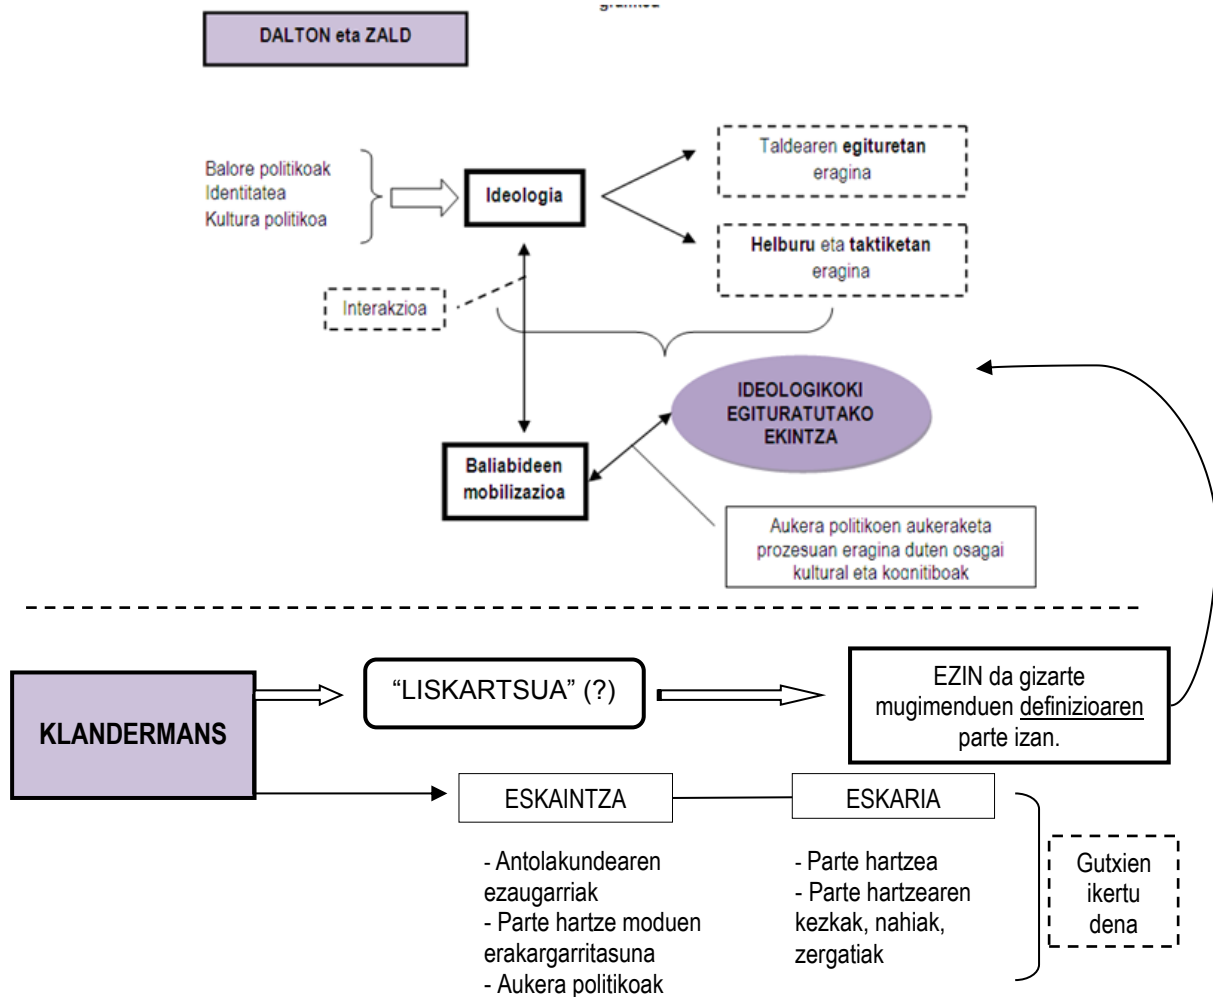 DALTON eta ZALD
Balore politikoak
Identitatea
Kultura politikoa
Ideologia
Taldearen egituretan
eragina
Helburu eta taktiketan
eragina
Interakzioa
IDEOLOGIKOKI
EGITURATUTAKO
EKINTZA
Baliabideen
mobilizazioa
Aukera politikoen aukeraketa
prozesuan eragina duten osagai
kultural eta kognitiboak
KLANDERMANS
“LISKARTSUA” (?)
EZIN da gizarte
mugimenduen definizioaren
parte izan.
ESKAINTZA
ESKARIA
- Antolakundearen
ezaugarriak
- Parte hartze moduen
erakargarritasuna
- Aukera politikoak
- Parte hartzea
- Parte hartzearen
kezkak, nahiak,
zergatiak
Gutxien
ikertu
dena